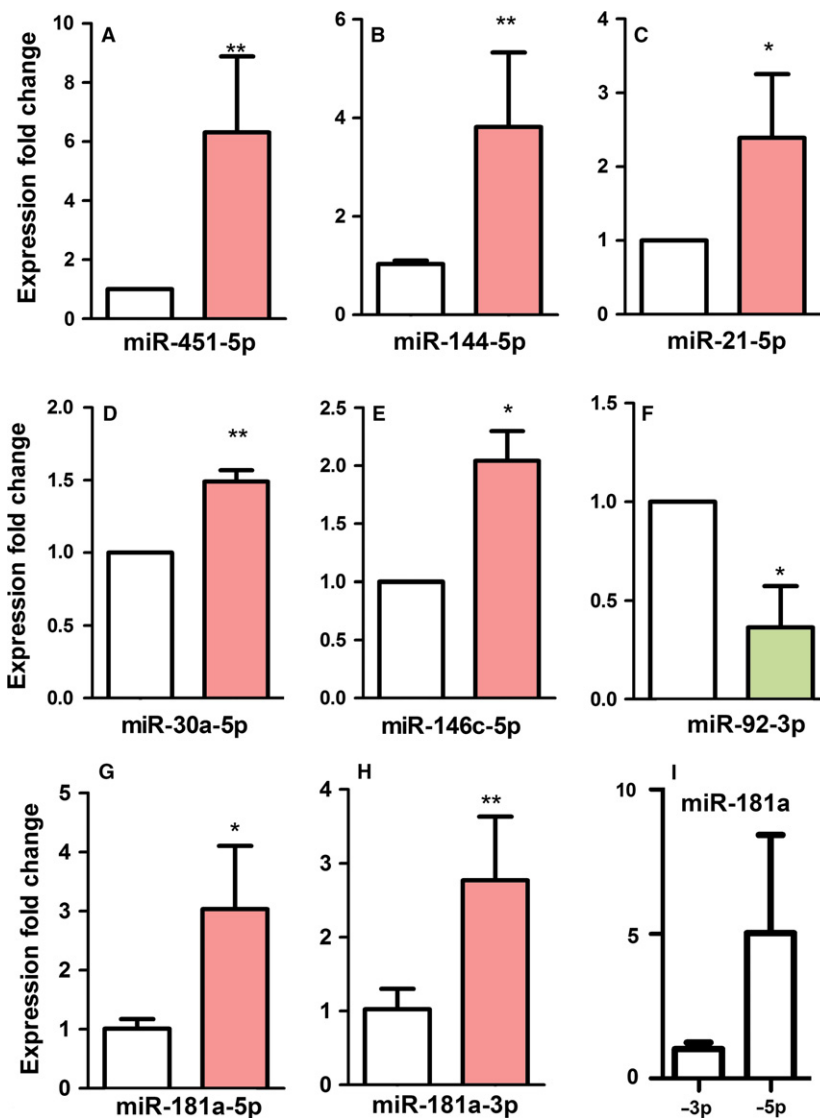 A
**
Expression fold change
10
8
6
4
2
0
miR-451-5p
B
**
6
4
2
0
miR-144-5p
C
*
4
3
2
1
0
miR-21-5p
D
**
Expression fold change
2.0
1.5
1.0
0.5
0.0
miR-30a-5p
E
*
2.5
2.0
1.5
1.0
0.5
0.0
miR-146c-5p
F
*
1.5
1.0
0.5
0.0
miR-92-3p
G
*
Expression fold change
5
4
3
2
1
0
miR-181a-5p
H
**
4
3
2
1
0
miR-181a-3p
I
miR-181a
10
5
0
–3p –5p